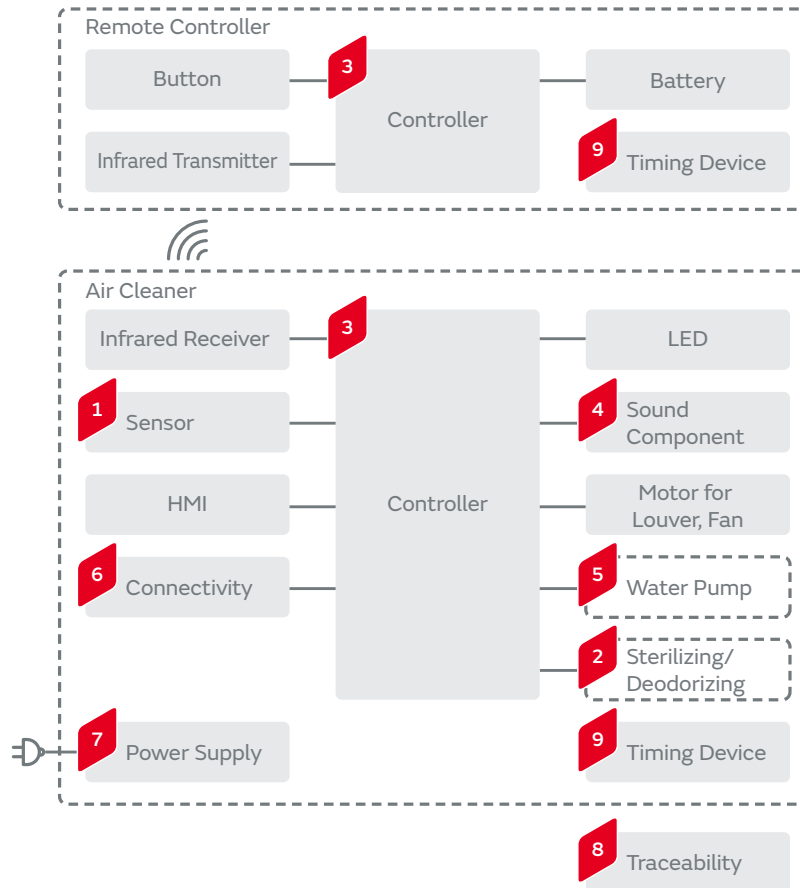 Remote Controller
Button
3
Controller
Battery
Infrared Transmitter
9
Timing Device
Air Cleaner
Infrared Receiver
3
LED
1
Sensor
4
Sound
Component
HMI
Controller
Motor for
Louver, Fan
6
Connectivity
5
Water Pump
2
Sterilizing/
Deodorizing
7
Power Supply
9
Timing Device
8
Traceability